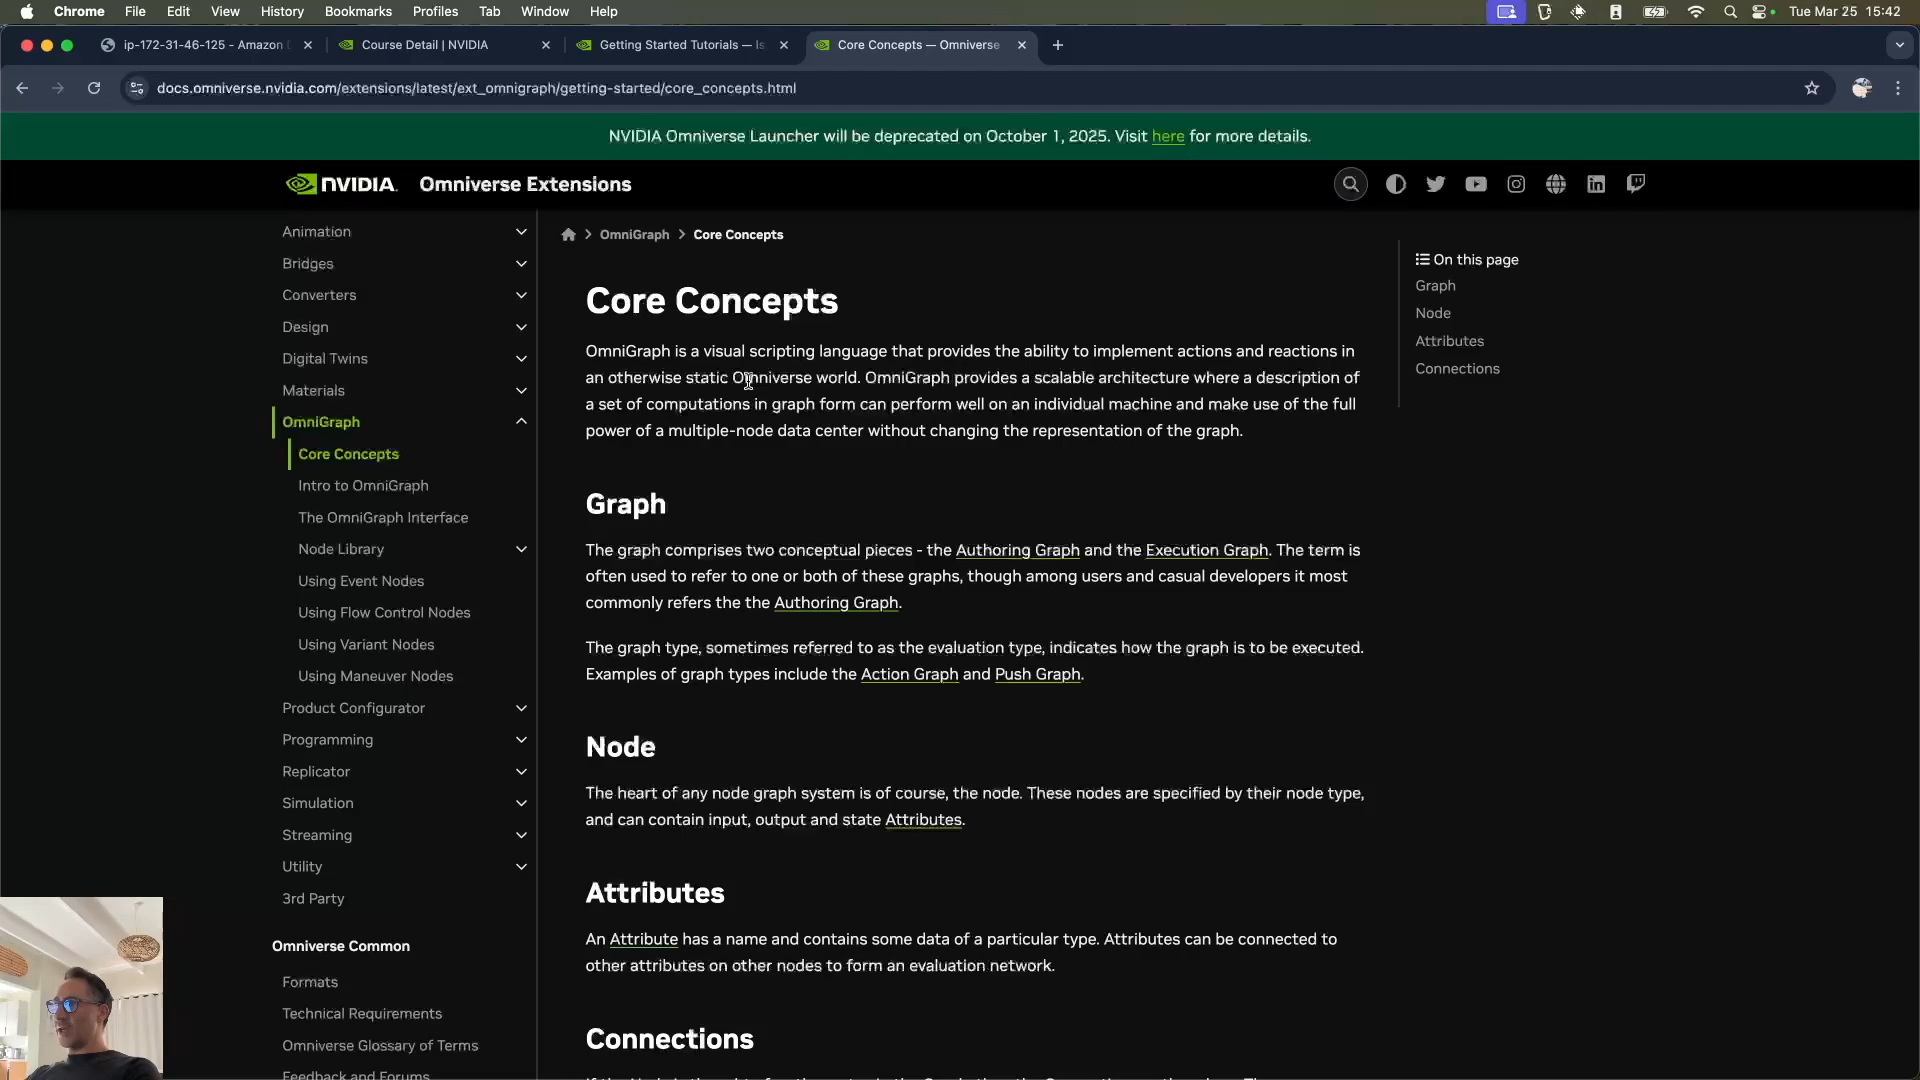 Chrome File Edit View History Bookmarks Profiles Tab Window Help Tue Mar 25 15:42
ip-172-31-46-125 - Amazon
Course Detail | NVIDIA
Getting Started Tutorials — Is
Core Concepts — Omniverse
docs.omniverse.nvidia.com/extensions/latest/ext_omnigraph/getting-started/core_concepts.html
NVIDIA Omniverse Launcher will be deprecated on October 1, 2025. Visit here for more details.
NVIDIA. Omniverse Extensions
Animation
Bridges
Converters
Design
Digital Twins
Materials
OmniGraph
Core Concepts
Intro to OmniGraph
The OmniGraph Interface
Node Library
Using Event Nodes
Using Flow Control Nodes
Using Variant Nodes
Using Maneuver Nodes
Product Configurator
Programming
Replicator
Simulation
Streaming
Utility
3rd Party
Omniverse Common
Formats
Technical Requirements
Omniverse Glossary of Terms
Feedback and Forums
OmniGraph > Core Concepts
Core Concepts
OmniGraph is a visual scripting language that provides the ability to implement actions and reactions in
an otherwise static Omniverse world. OmniGraph provides a scalable architecture where a description of
a set of computations in graph form can perform well on an individual machine and make use of the full
power of a multiple-node data center without changing the representation of the graph.
Graph
The graph comprises two conceptual pieces - the Authoring Graph and the Execution Graph. The term is
often used to refer to one or both of these graphs, though among users and casual developers it most
commonly refers the the Authoring Graph.
The graph type, sometimes referred to as the evaluation type, indicates how the graph is to be executed.
Examples of graph types include the Action Graph and Push Graph.
Node
The heart of any node graph system is of course, the node. These nodes are specified by their node type,
and can contain input, output and state Attributes.
Attributes
An Attribute has a name and contains some data of a particular type. Attributes can be connected to
other attributes on other nodes to form an evaluation network.
Connections
On this page
Graph
Node
Attributes
Connections